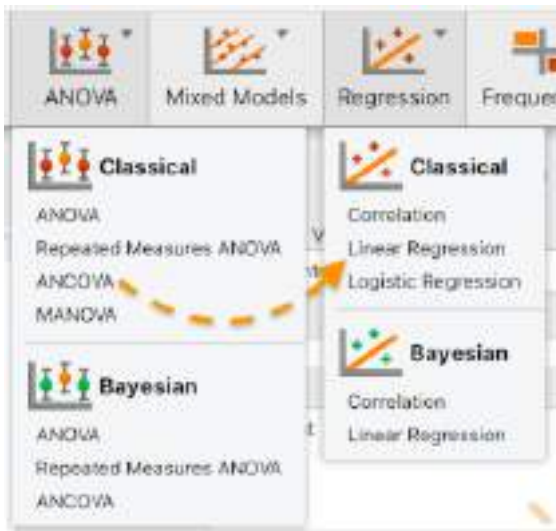 ANOVA
Mixed Models
Regression
Freque
Classical
ANOVA
Repeated Measures ANOVA
ANCOVA
MANOVA
Bayesian
ANOVA
Repeated Measures ANOVA
ANCOVA
Classical
Correlation
Linear Regression
Logistic Regression
Bayesian
Correlation
Linear Regression